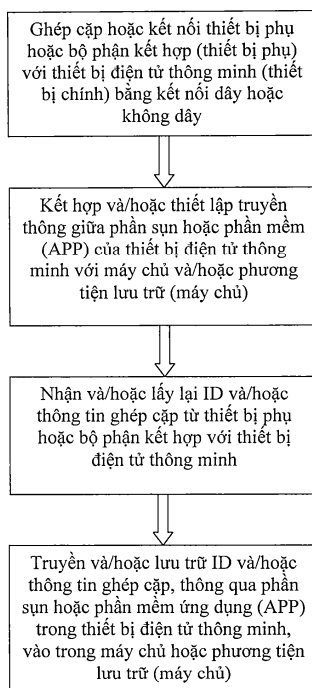 Ghép cặp hoặc kết nối thiết bị phụ
hoặc bộ phận kết hợp (thiết bị phụ)
với thiết bị điện tử thông minh (thiết
bị chính) bằng kết nối dây hoặc
không dây
Kết hợp và/hoặc thiết lập truyền
thông giữa phần sụn hoặc phần mềm
(APP) của thiết bị điện tử thông
minh với máy chủ và/hoặc phương
tiện lưu trữ (máy chủ)
Nhận và/hoặc lấy lại ID và/hoặc
thông tin ghép cặp từ thiết bị phụ
hoặc bộ phận kết hợp với thiết bị
điện tử thông minh
Truyền và/hoặc lưu trữ ID và/hoặc
thông tin ghép cặp, thông qua phần
sụn hoặc phần mềm ứng dụng (APP)
trong thiết bị điện tử thông minh,
vào trong máy chủ hoặc phương tiện
lưu trữ (máy chủ)